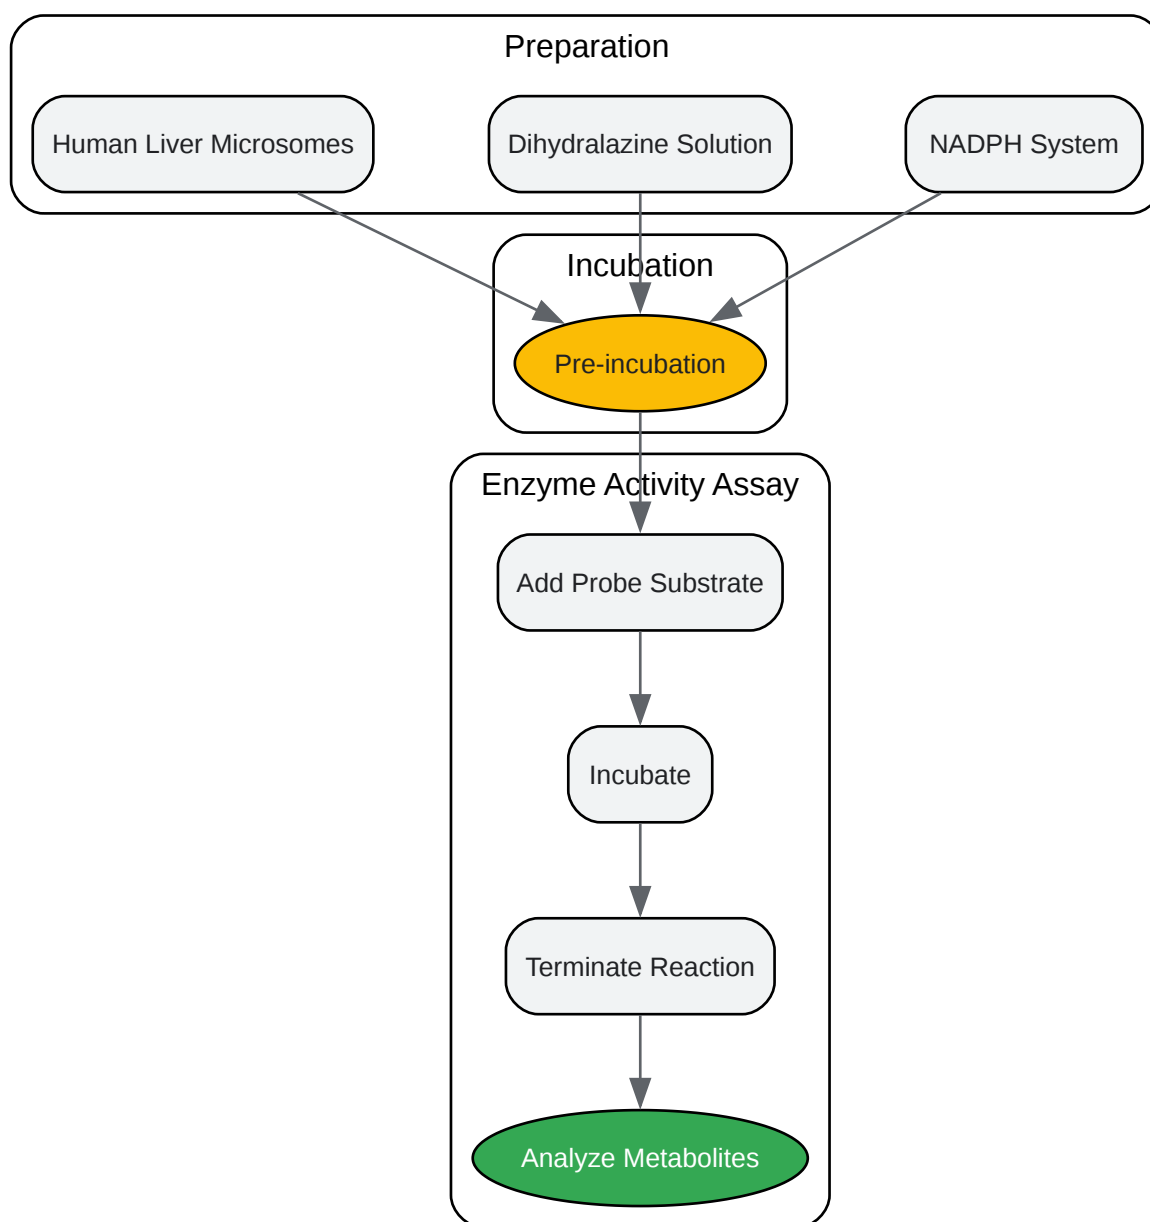 Preparation
Human Liver Microsomes
Dihydralazine Solution
NADPH System
Incubation
Pre-incubation
Enzyme Activity Assay
Add Probe Substrate
Incubate
Terminate Reaction
Analyze Metabolites